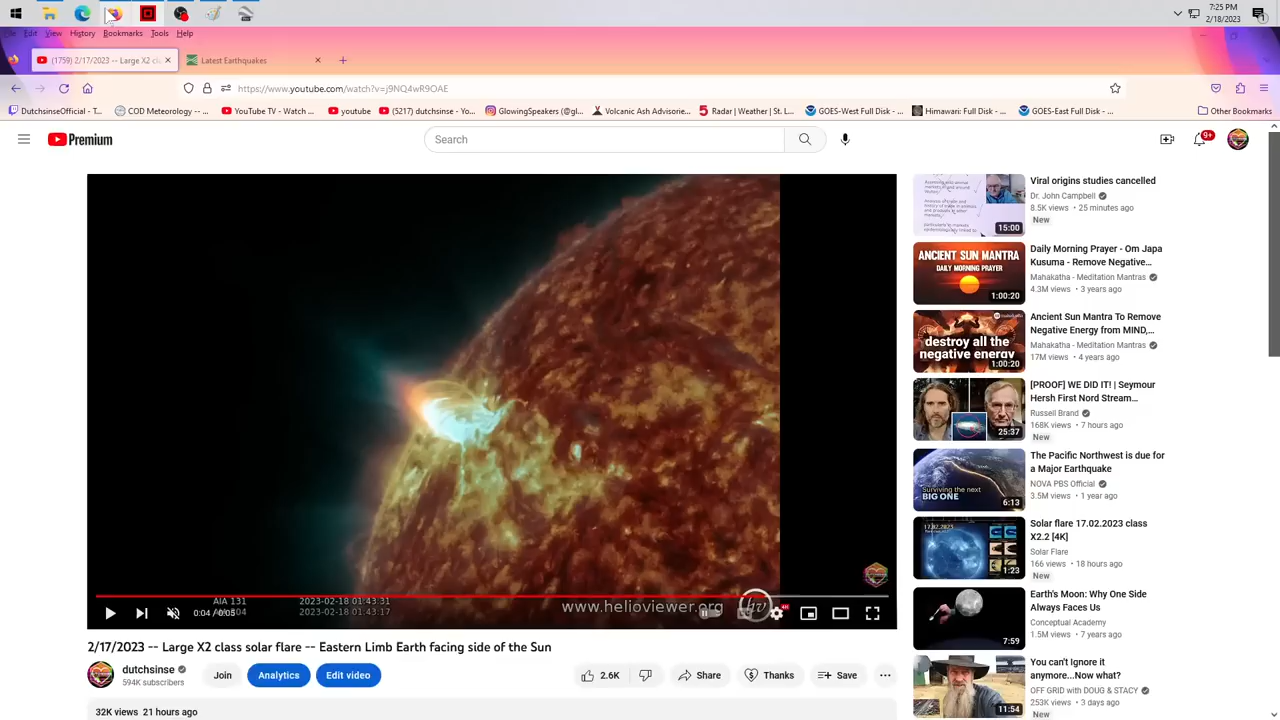 7:25 PM
2/18/2023
File Edit View History Bookmarks Tools Help
(1759) 2/17/2023 -- Large X2 cla
Latest Earthquakes
https://www.youtube.com/watch?v=j9NQ4wR9OAE
DutchsinseOfficial - T... COD Meteorology -- ... YouTube TV - Watch ... youtube (5217) dutchsinse - Yo... GlowingSpeakers (@gl... Volcanic Ash Advisorie... Radar | Weather | St. L... GOES-West Full Disk - ... Himawari: Full Disk - ... GOES-East Full Disk - ... Other Bookmarks
Premium
Search
9+
AIA 131 2023-02-18 01:43:31
304 2023-02-18 01:43:17
www.helioviewer.org
0:04 / 0:05
2/17/2023 -- Large X2 class solar flare -- Eastern Limb Earth facing side of the Sun
dutchsinse
594K subscribers
Join
Analytics
Edit video
2.6K
Share
Thanks
Save
32K views 21 hours ago
15:00
Viral origins studies cancelled
Dr. John Campbell
8.5K views • 25 minutes ago
New
ANCIENT SUN MANTRA
DAILY MORNING PRAYER
1:00:20
Daily Morning Prayer - Om Japa
Kusuma - Remove Negative...
Mahakatha - Meditation Mantras
4.3M views • 3 years ago
destroy all the
negative energy
1:00:20
Ancient Sun Mantra To Remove
Negative Energy from MIND,...
Mahakatha - Meditation Mantras
17M views • 4 years ago
25:37
[PROOF] WE DID IT! | Seymour
Hersh First Nord Stream...
Russell Brand
168K views • 7 hours ago
New
Surviving the next
BIG ONE
6:13
The Pacific Northwest is due for
a Major Earthquake
NOVA PBS Official
3.5M views • 1 year ago
17.02.2023
1:23
Solar flare 17.02.2023 class
X2.2 [4K]
Solar Flare
166 views • 18 hours ago
New
7:59
Earth's Moon: Why One Side
Always Faces Us
Conceptual Academy
1.5M views • 7 years ago
11:54
You can't Ignore it
anymore...Now what?
OFF GRID with DOUG & STACY
253K views • 3 days ago
New